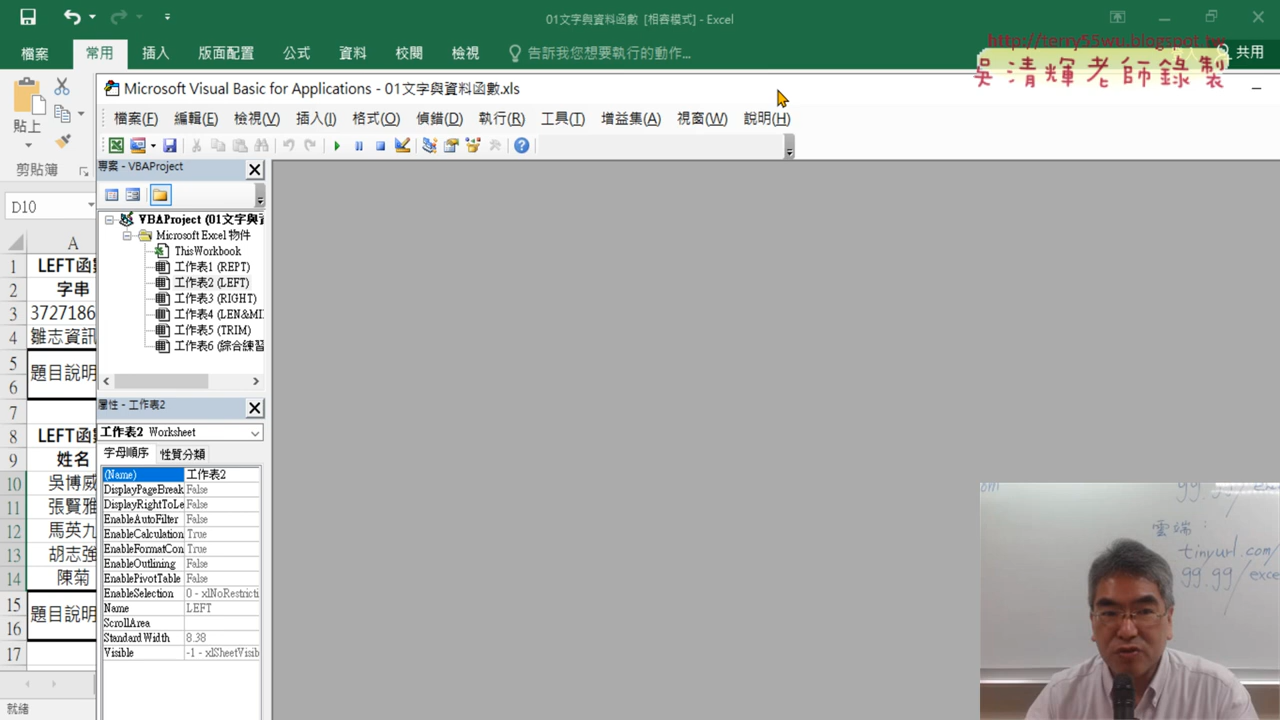 01文字與資料函數 [相容模式] - Excel
檔案 常用 插入 版面配置 公式 資料 校閱 檢視 告訴我您想要執行的動作... 共用
http://terry55wu.blogspot.tw
吳清輝老師錄製
貼上
剪貼簿
D10
A
1 LEFT函
2 字串
3 3727186
4 雛志資訊
5 題目說明
6
7
8 LEFT函
9 姓名
10 吳博威
11 張賢雅
12 馬英九
13 胡志強
14 陳菊
15 題目說明
16
17
就緒
Microsoft Visual Basic for Applications - 01文字與資料函數.xls
檔案(F) 編輯(E) 檢視(V) 插入(I) 格式(O) 偵錯(D) 執行(R) 工具(T) 增益集(A) 視窗(W) 說明(H)
專案 - VBAProject
VBAProject (01文字與
Microsoft Excel 物件
ThisWorkbook
工作表1 (REPT)
工作表2 (LEFT)
工作表3 (RIGHT)
工作表4 (LEN&MI
工作表5 (TRIM)
工作表6 (綜合練習
屬性 - 工作表2
工作表2 Worksheet
字母順序 性質分類
(Name) 工作表2
DisplayPageBreak False
DisplayRightToLe False
EnableAutoFilter False
EnableCalculation True
EnableFormatCon True
EnableOutlining False
EnablePivotTable False
EnableSelection 0 - xlNoRestricti
Name LEFT
ScrollArea
StandardWidth 8.38
Visible -1 - xlSheetVisib
雲端：
tinyurl.com/
gg.gg/exce